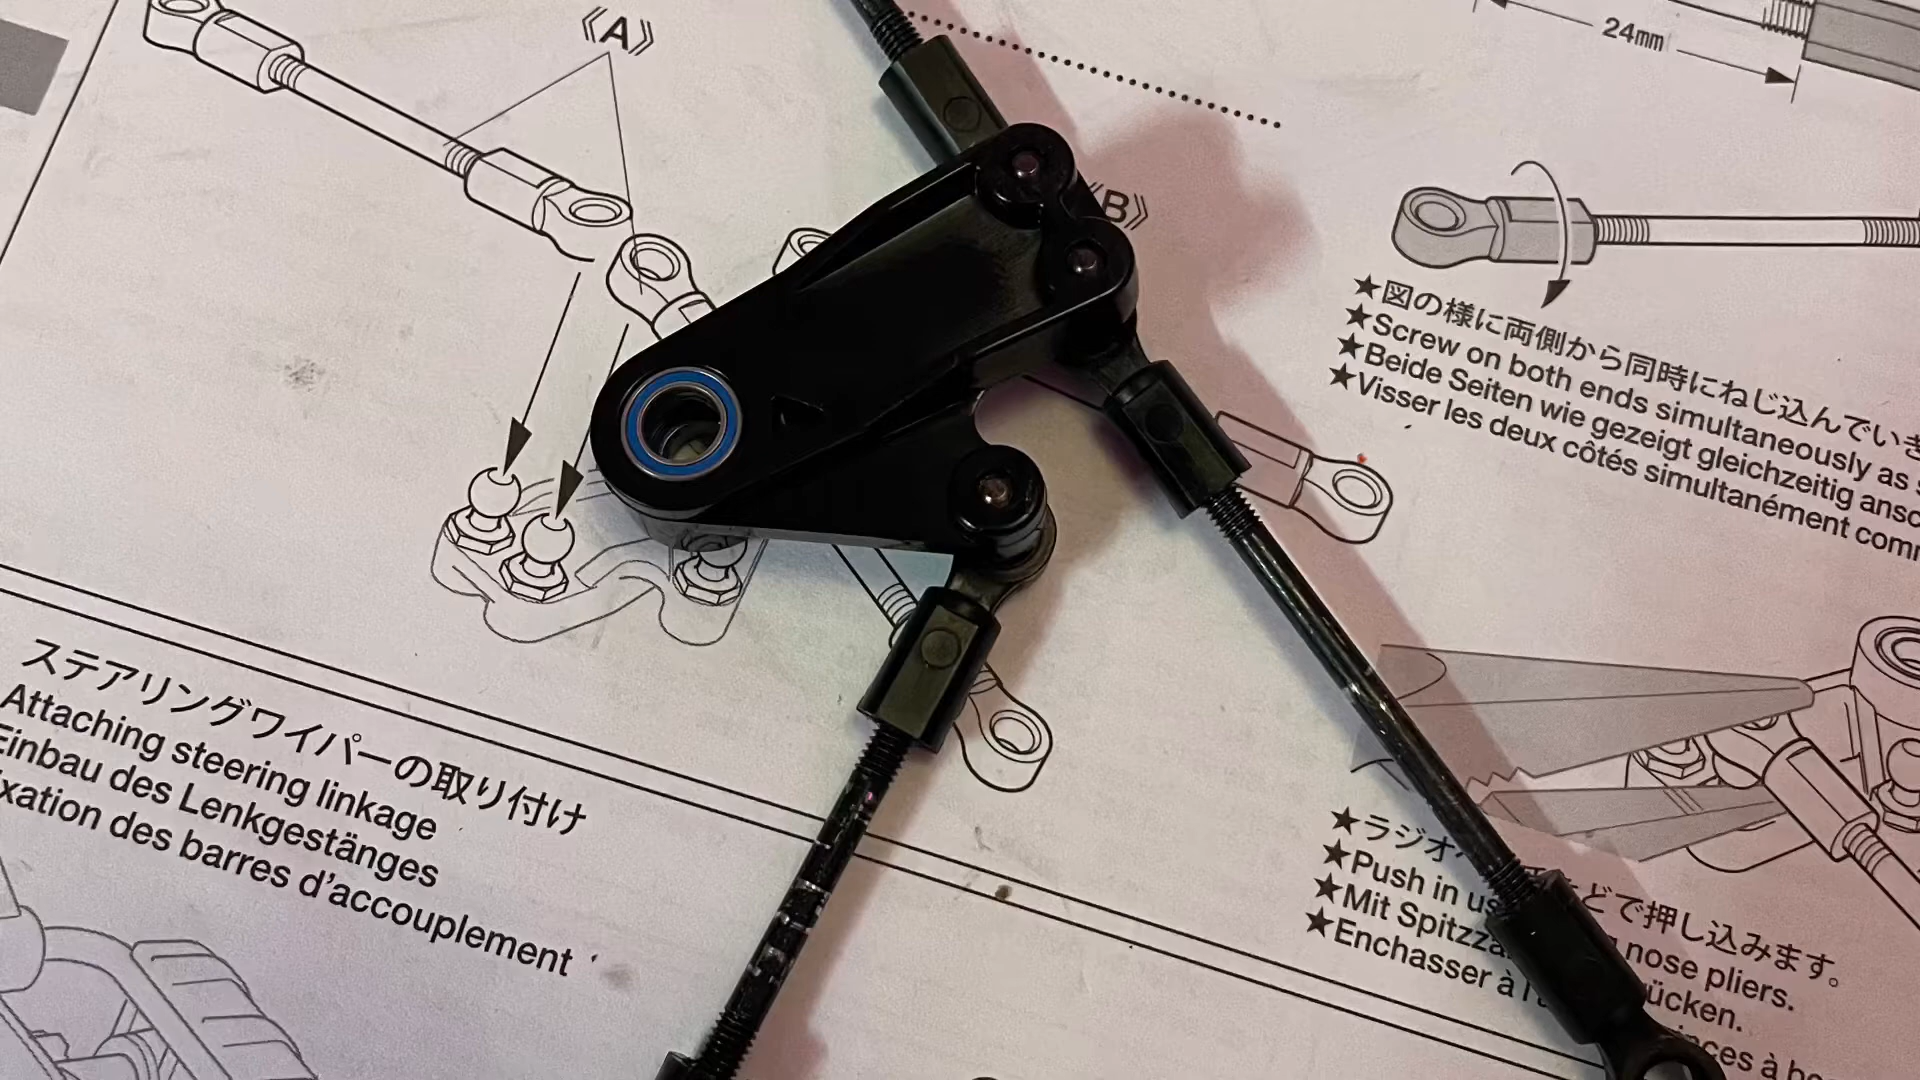 《A》
24mm
B》
★図の様に両側から同時にねじ込んでいき
★Screw on both ends simultaneously as
★Beide Seiten wie gezeigt gleichzeitig
★Visser les deux côtés simultanément
ステアリングワイパーの取り付け
Attaching steering linkage
Einbau des Lenkgestänges
xation des barres d'accouplement
★ラジオ どで押し込みます。
★Push in nose pliers.
★Mit ücken.
★Enchasser à